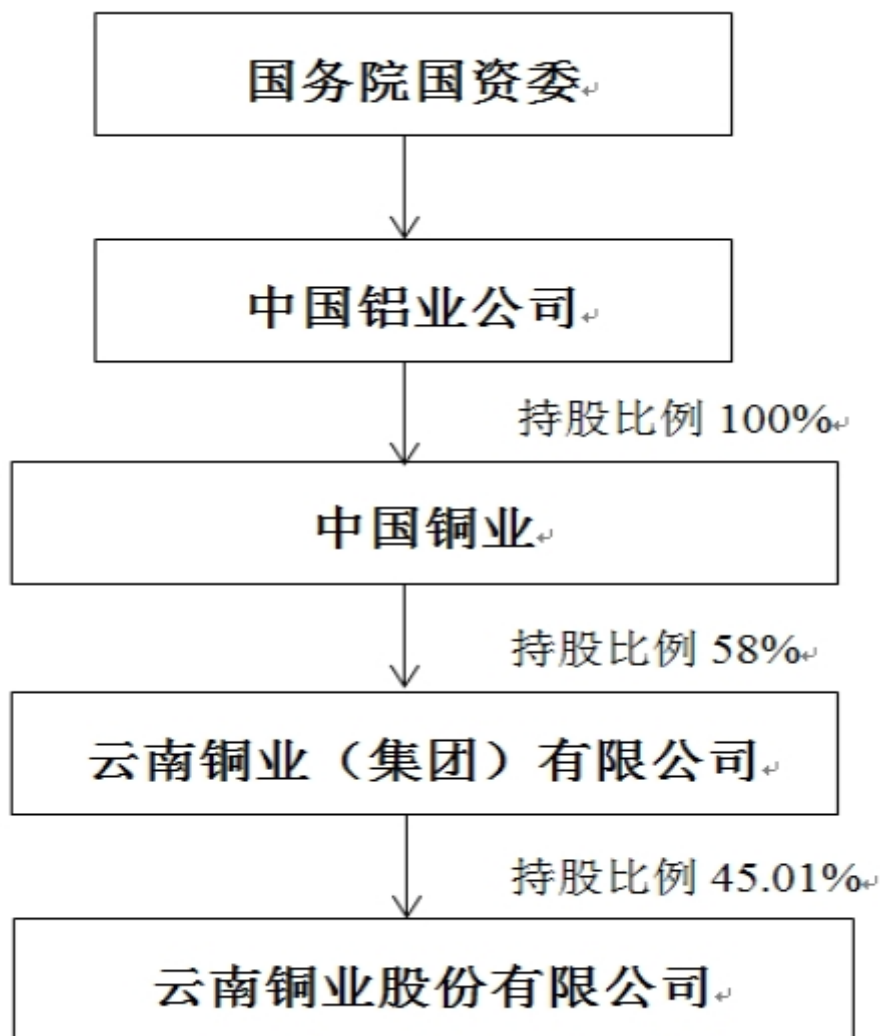 国务院国资委
中国铝业公司
持股比例 100%
中国铜业
持股比例 58%
云南铜业（集团）有限公司
持股比例 45.01%
云南铜业股份有限公司